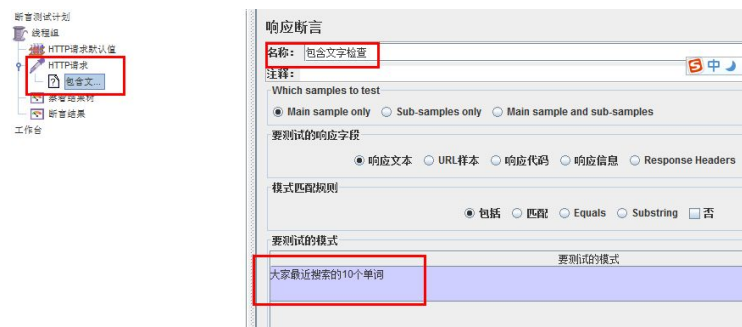 断言测试计划
线程组
HTTP请求默认值
HTTP请求
包含文...
察看结果树
断言结果
工作台
响应断言
名称： 包含文字检查
注释：
中
Which samples to test
Main sample only Sub-samples only Main sample and sub-samples
要测试的响应字段
响应文本 URL样本 响应代码 响应信息 Response Headers
模式匹配规则
包括 匹配 Equals Substring 否
要测试的模式
要测试的模式
大家最近搜索的10个单词